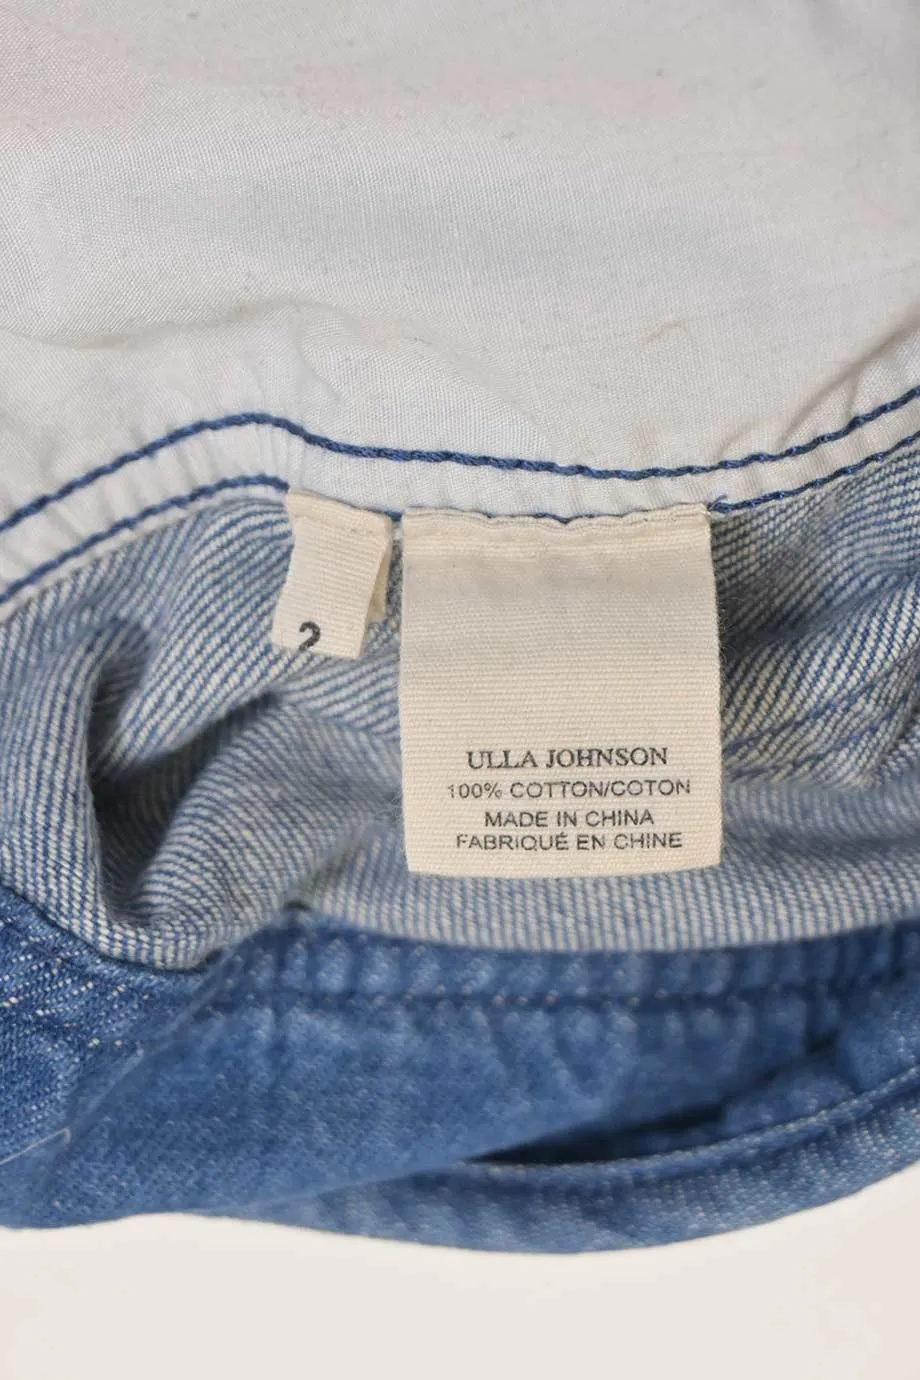 2
ULLA JOHNSON
100% COTTON/COTON
MADE IN CHINA
FABRIQUÉ EN CHINE